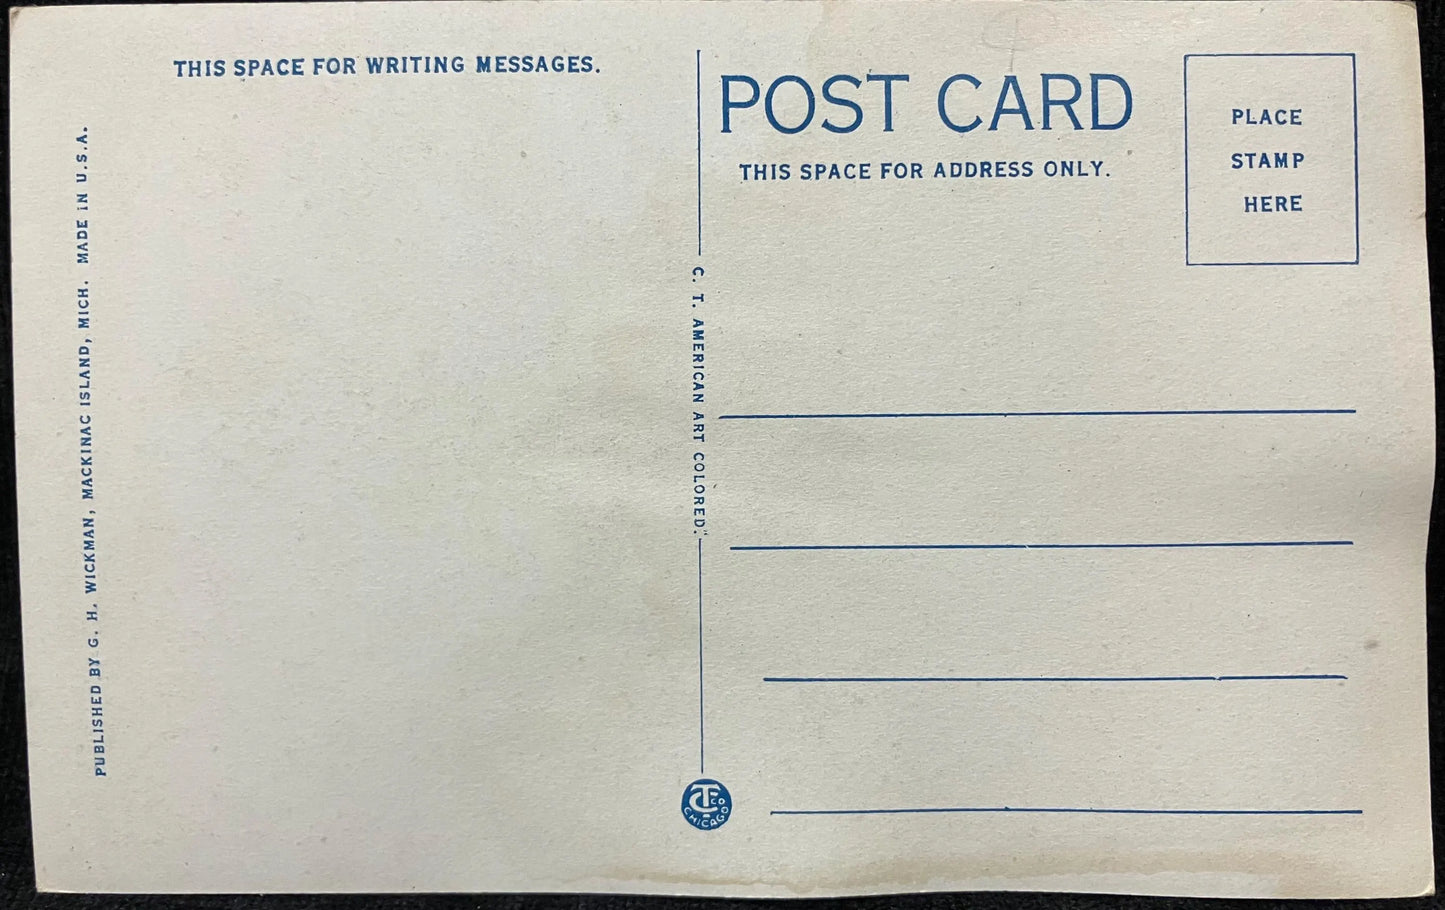 THIS SPACE FOR WRITING MESSAGES.
POST CARD
THIS SPACE FOR ADDRESS ONLY.
PLACE
STAMP
HERE
PUBLISHED BY G. H. WICKMAN, MACKINAC ISLAND, MICH. MADE IN U.S.A.
C. T. AMERICAN ART COLORED."
CT CO
CHICAGO